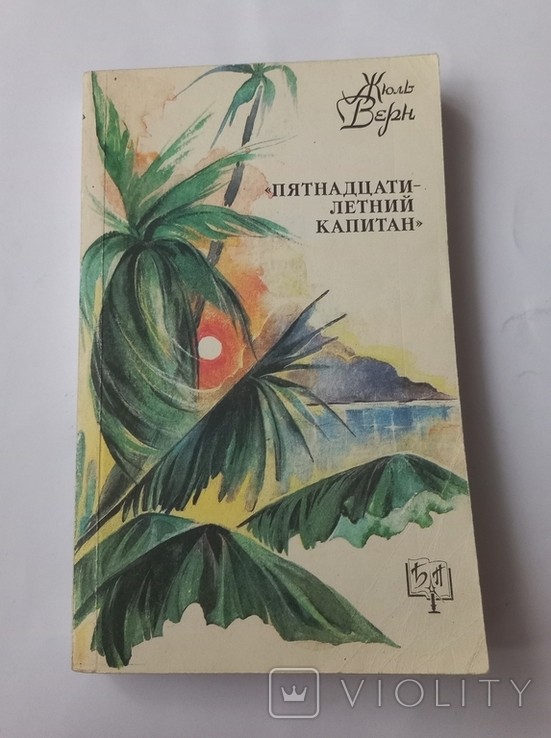 Жюль
Верн
«ПЯТНАДЦАТИ-
ЛЕТНИЙ
КАПИТАН»
Б П
VIOLITY